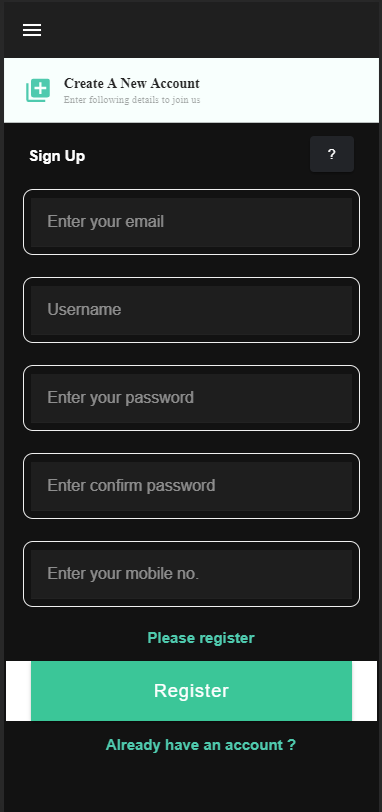 Create A New Account
Enter following details to join us
Sign Up
?
Enter your email
Username
Enter your password
Enter confirm password
Enter your mobile no.
Please register
Register
Already have an account ?